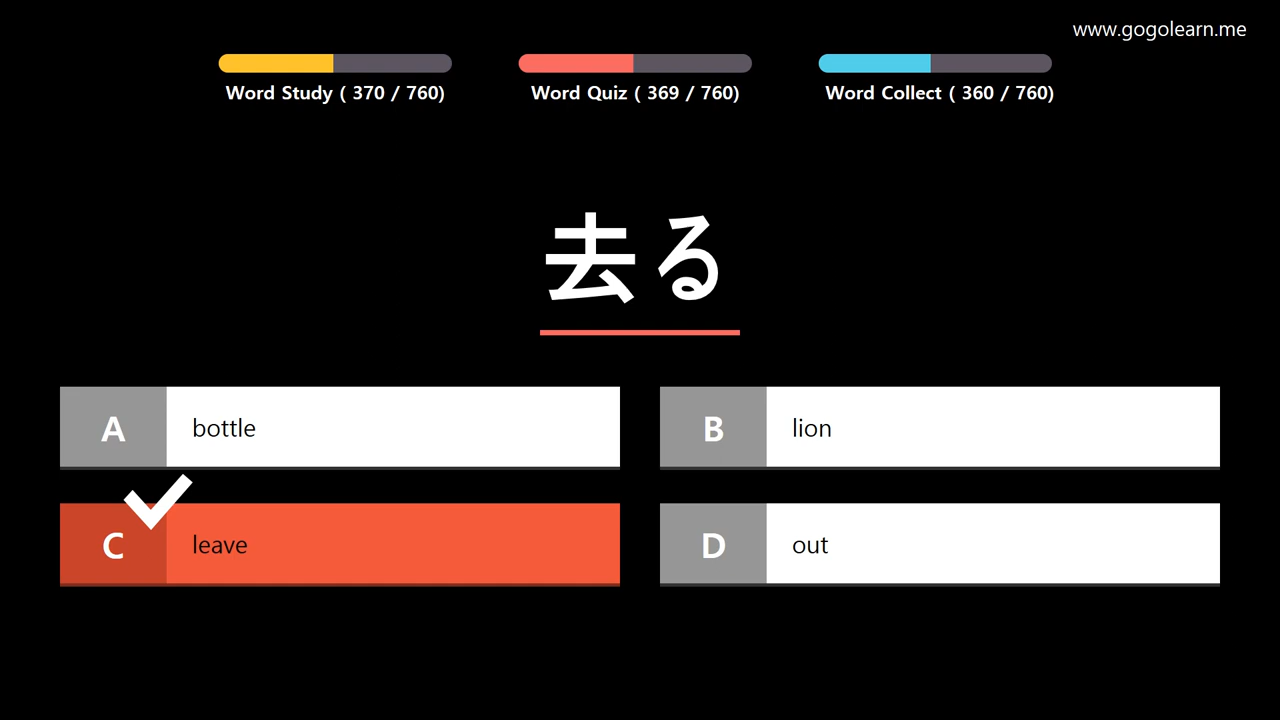 www.gogolearn.me
Word Study ( 370 / 760)
Word Quiz ( 369 / 760)
Word Collect ( 360 / 760)
去る
A bottle
B lion
C leave
D out